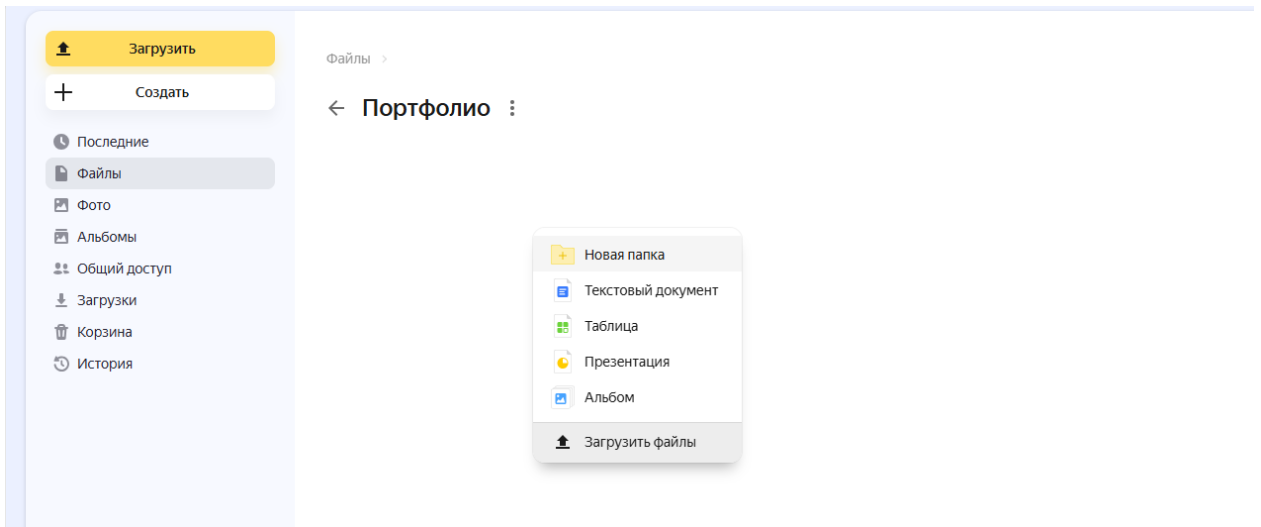 Загрузить
Создать
Последние
Файлы
Фото
Альбомы
Общий доступ
Загрузки
Корзина
История
Файлы >
Портфолио
Новая папка
Текстовый документ
Таблица
Презентация
Альбом
Загрузить файлы